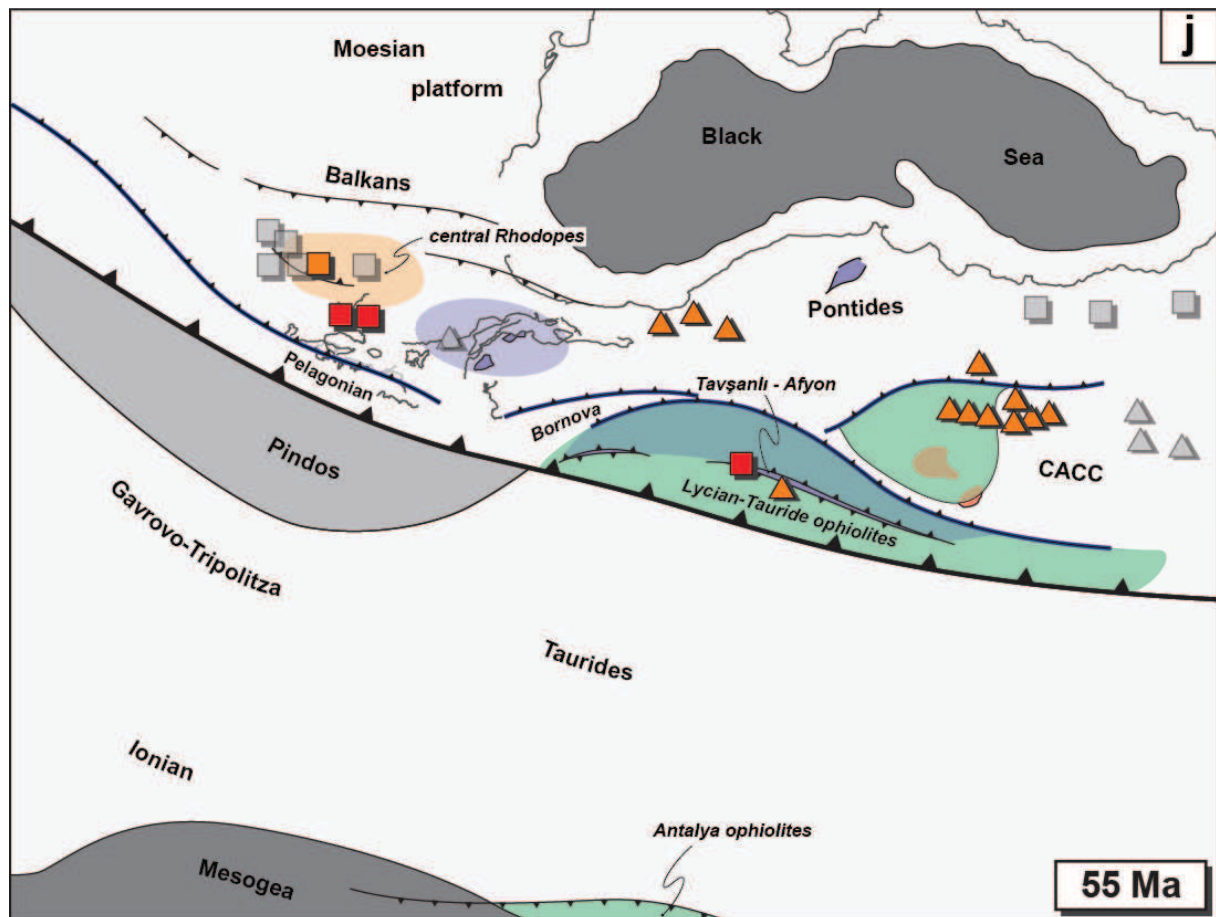 j
Moesian
platform
Black
Sea
Balkans
central Rhodopes
Pontides
Pelagonian
Tavşanlı - Afyon
Bornova
Pindos
CACC
Lycian-Tauride ophiolites
Gavrovo-Tripolitza
Taurides
Ionian
Antalya ophiolites
Mesogea
55 Ma